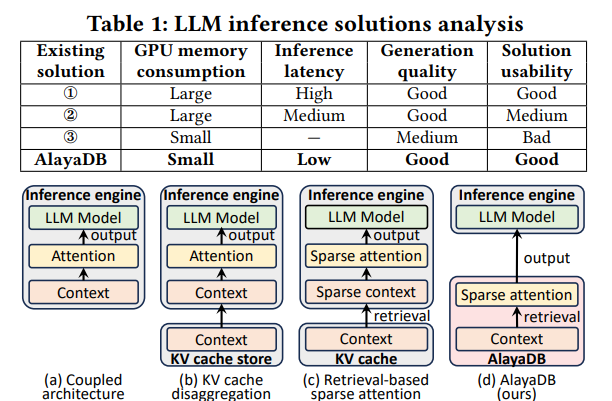 Table 1: LLM inference solutions analysis
Existing solution GPU memory consumption Inference latency Generation quality Solution usability
① Large High Good Good
② Large Medium Good Medium
③ Small — Medium Bad
AlayaDB Small Low Good Good
Inference engine
LLM Model
output
Attention
Context
(a) Coupled
architecture
Inference engine
LLM Model
output
Attention
Context
Context
KV cache store
(b) KV cache
disaggregation
Inference engine
LLM Model
output
Sparse attention
Sparse context
retrieval
Context
KV cache
(c) Retrieval-based
sparse attention
Inference engine
LLM Model
output
Sparse attention
retrieval
Context
AlayaDB
(d) AlayaDB
(ours)